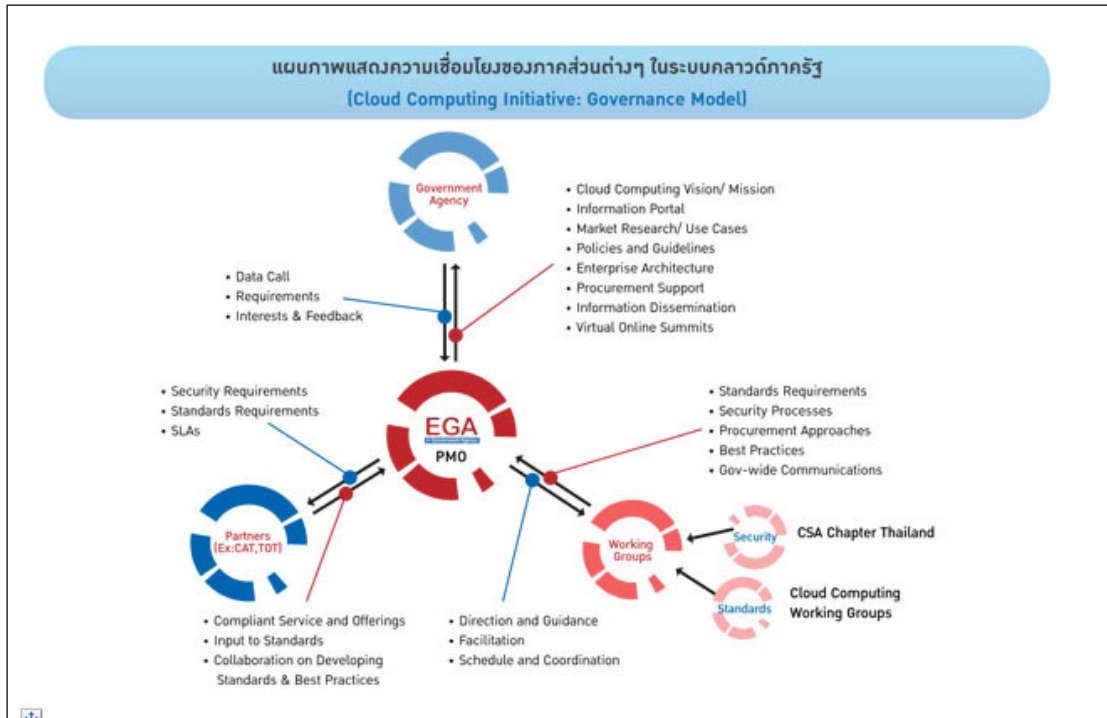 แผนภาพแสดงความเชื่อมโยงของภาคส่วนต่างๆ ในระบบคลาวด์ภาครัฐ
(Cloud Computing Initiative: Governance Model)
Government
Agency
• Cloud Computing Vision/ Mission
• Information Portal
• Market Research/ Use Cases
• Policies and Guidelines
• Enterprise Architecture
• Procurement Support
• Information Dissemination
• Virtual Online Summits
• Data Call
• Requirements
• Interests & Feedback
• Security Requirements
• Standards Requirements
• SLAs
EGA
PMO
• Standards Requirements
• Security Processes
• Procurement Approaches
• Best Practices
• Gov-wide Communications
Partners
(Ex:CAT,TOT)
Working
Groups
Security
CSA Chapter Thailand
Standards
Cloud Computing
Working Groups
• Compliant Service and Offerings
• Input to Standards
• Collaboration on Developing
Standards & Best Practices
• Direction and Guidance
• Facilitation
• Schedule and Coordination